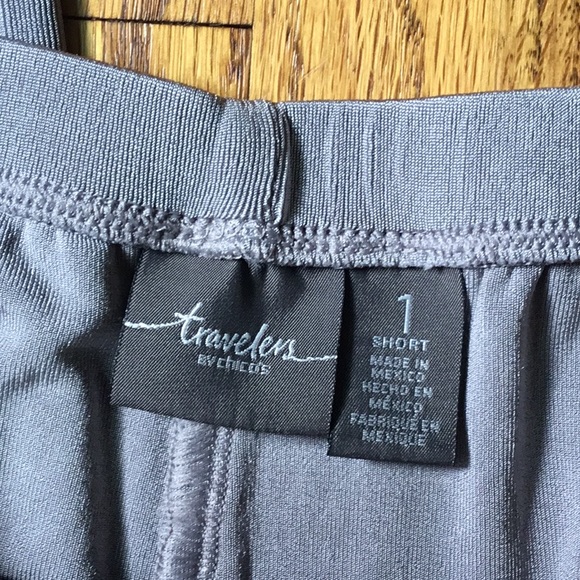 travelers
BY CHICO'S
1
SHORT
MADE IN
MEXICO
HECHO EN
MÉXICO
FABRIQUÉ EN
MEXIQUE